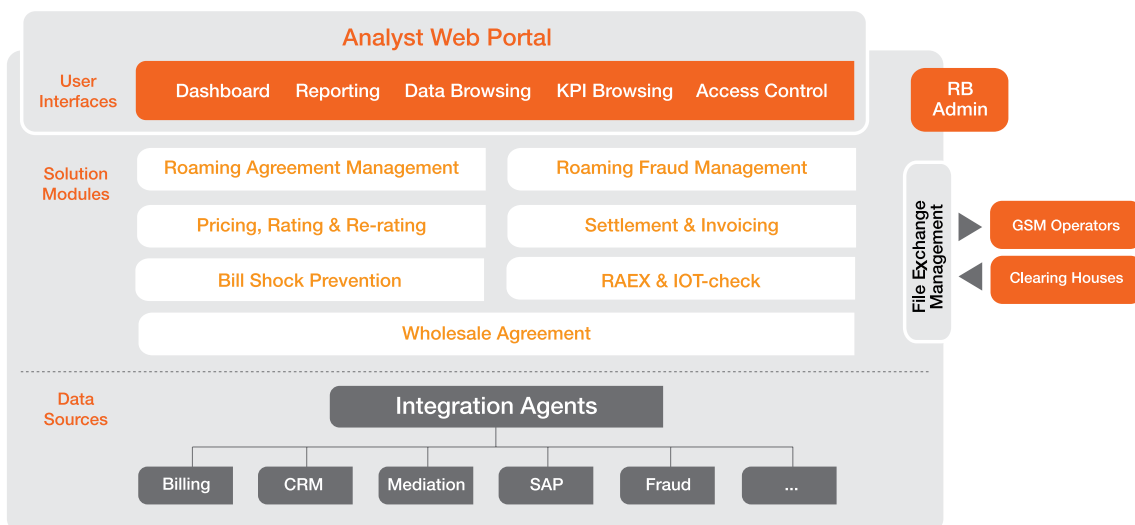 Analyst Web Portal
User
Interfaces
Dashboard Reporting Data Browsing KPI Browsing Access Control
RB
Admin
Solution
Modules
Roaming Agreement Management
Roaming Fraud Management
Pricing, Rating & Re-rating
Settlement & Invoicing
Bill Shock Prevention
RAEX & IOT-check
Wholesale Agreement
File Exchange
Management
GSM Operators
Clearing Houses
Data
Sources
Integration Agents
Billing
CRM
Mediation
SAP
Fraud
...